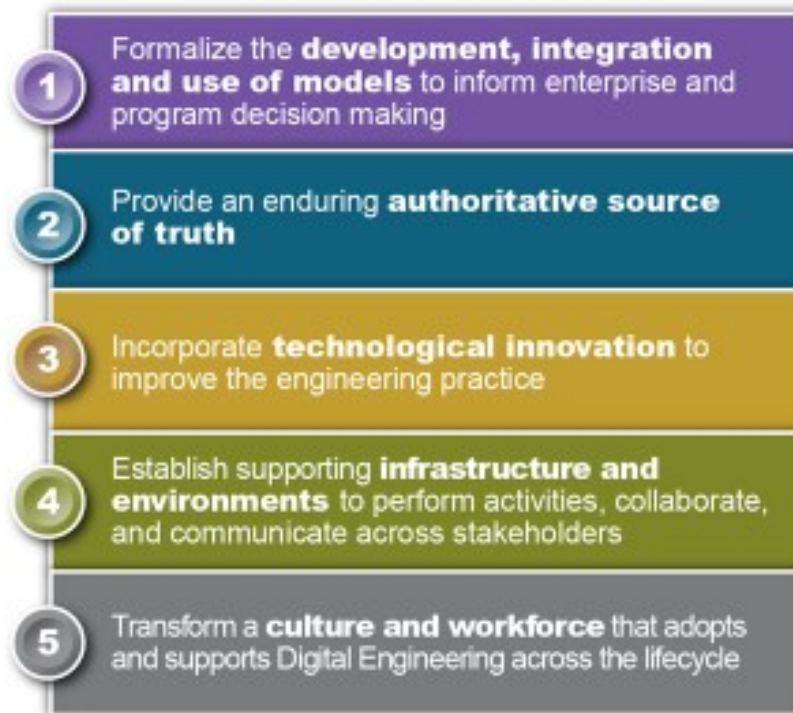 1
Formalize the development, integration
and use of models to inform enterprise and
program decision making
2
Provide an enduring authoritative source
of truth
3
Incorporate technological innovation to
improve the engineering practice
4
Establish supporting infrastructure and
environments to perform activities, collaborate,
and communicate across stakeholders
5
Transform a culture and workforce that adopts
and supports Digital Engineering across the lifecycle